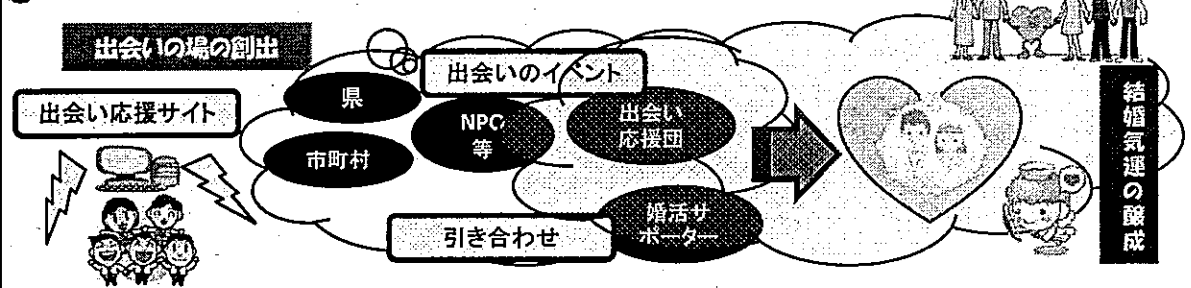 出会いの場の創出
出会い応援サイト
県
市町村
出会いのイベント
NPO
等
出会い
応援団
引き合わせ
婚活サ
ポーター
結婚気運の醸成